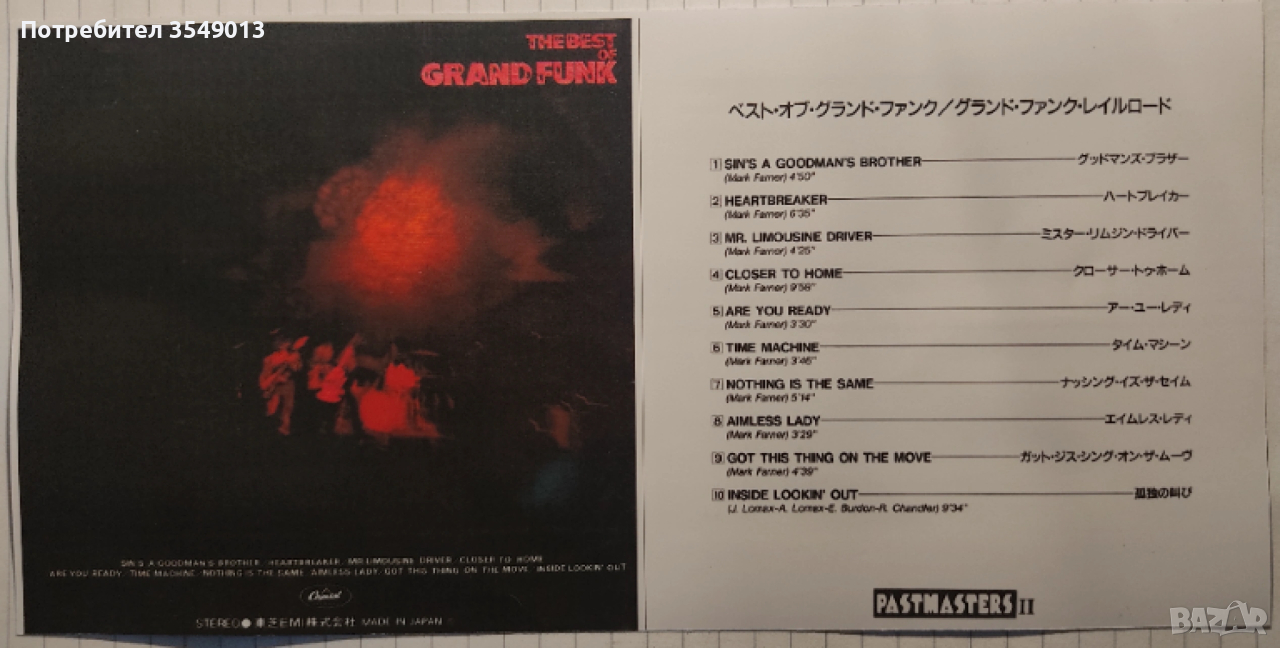 Потребител 3549013
THE BEST
OF
GRAND FUNK
SIN'S A GOODMAN'S BROTHER · HEARTBREAKER · MR. LIMOUSINE DRIVER · CLOSER TO HOME
ARE YOU READY · TIME MACHINE · NOTHING IS THE SAME · AIMLESS LADY · GOT THIS THING ON THE MOVE · INSIDE LOOKIN' OUT
Capitol
STEREO● 東芝EMI株式会社 MADE IN JAPAN
ベスト・オブ・グランド・ファンク／グランド・ファンク・レイルロード
1 SIN'S A GOODMAN'S BROTHER グッドマンズ・ブラザー
(Mark Farner) 4'50"
2 HEARTBREAKER ハートブレイカー
(Mark Farner) 6'35"
3 MR. LIMOUSINE DRIVER ミスター・リムジン・ドライバー
(Mark Farner) 4'25"
4 CLOSER TO HOME クローサー・トゥ・ホーム
(Mark Farner) 9'58"
5 ARE YOU READY アー・ユー・レディ
(Mark Farner) 3'30"
6 TIME MACHINE タイム・マシーン
(Mark Farner) 3'46"
7 NOTHING IS THE SAME ナッシング・イズ・ザ・セイム
(Mark Farner) 5'14"
8 AIMLESS LADY エイムレス・レディ
(Mark Farner) 3'29"
9 GOT THIS THING ON THE MOVE ガット・ジス・シング・オン・ザ・ムーヴ
(Mark Farner) 4'39"
10 INSIDE LOOKIN' OUT 孤独の叫び
(J. Lomax-A. Lomax-E. Burdon-R. Chandler) 9'34"
PASTMASTERS II
BAZAR